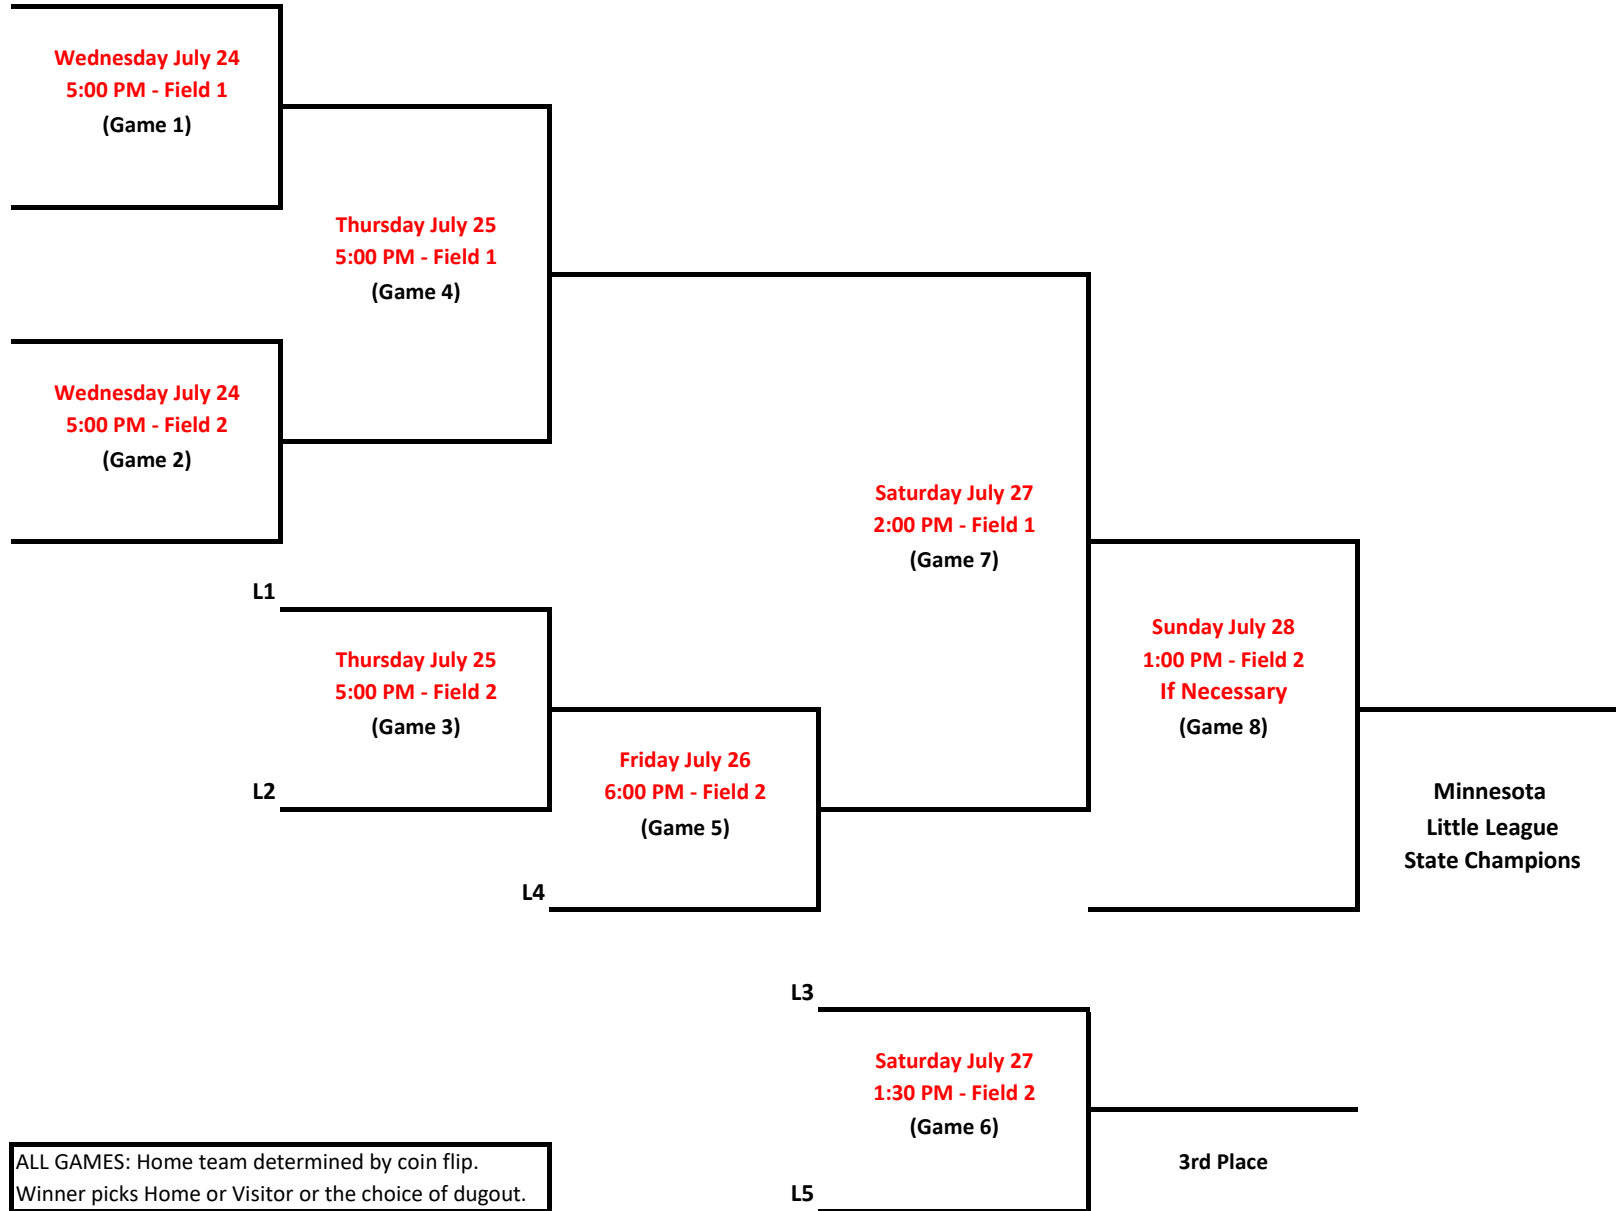 Wednesday July 24
5:00 PM - Field 1
(Game 1)
Thursday July 25
5:00 PM - Field 1
(Game 4)
Wednesday July 24
5:00 PM - Field 2
(Game 2)
Saturday July 27
2:00 PM - Field 1
(Game 7)
L1
Thursday July 25
5:00 PM - Field 2
(Game 3)
L2
Sunday July 28
1:00 PM - Field 2
If Necessary
(Game 8)
Friday July 26
6:00 PM - Field 2
(Game 5)
L4
Minnesota
Little League
State Champions
L3
Saturday July 27
1:30 PM - Field 2
(Game 6)
L5
3rd Place
ALL GAMES: Home team determined by coin flip.
Winner picks Home or Visitor or the choice of dugout.